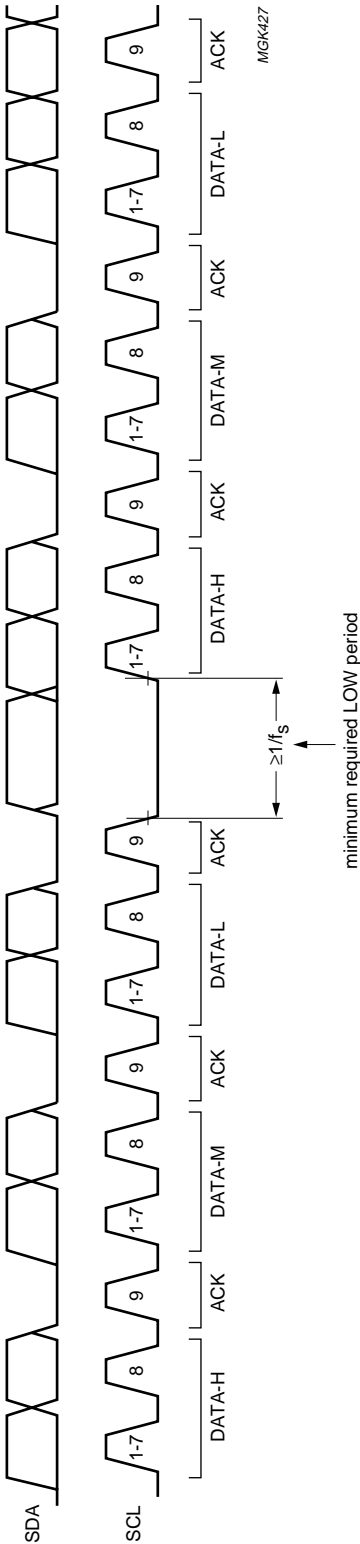 SDA
SCL
1-7 8 9 1-7 8 9 1-7 8 9 1-7 8 9 1-7 8 9 1-7 8 9
DATA-H ACK DATA-M ACK DATA-L ACK DATA-H ACK DATA-M ACK DATA-L ACK
≥1/fS
minimum required LOW period
MGK427